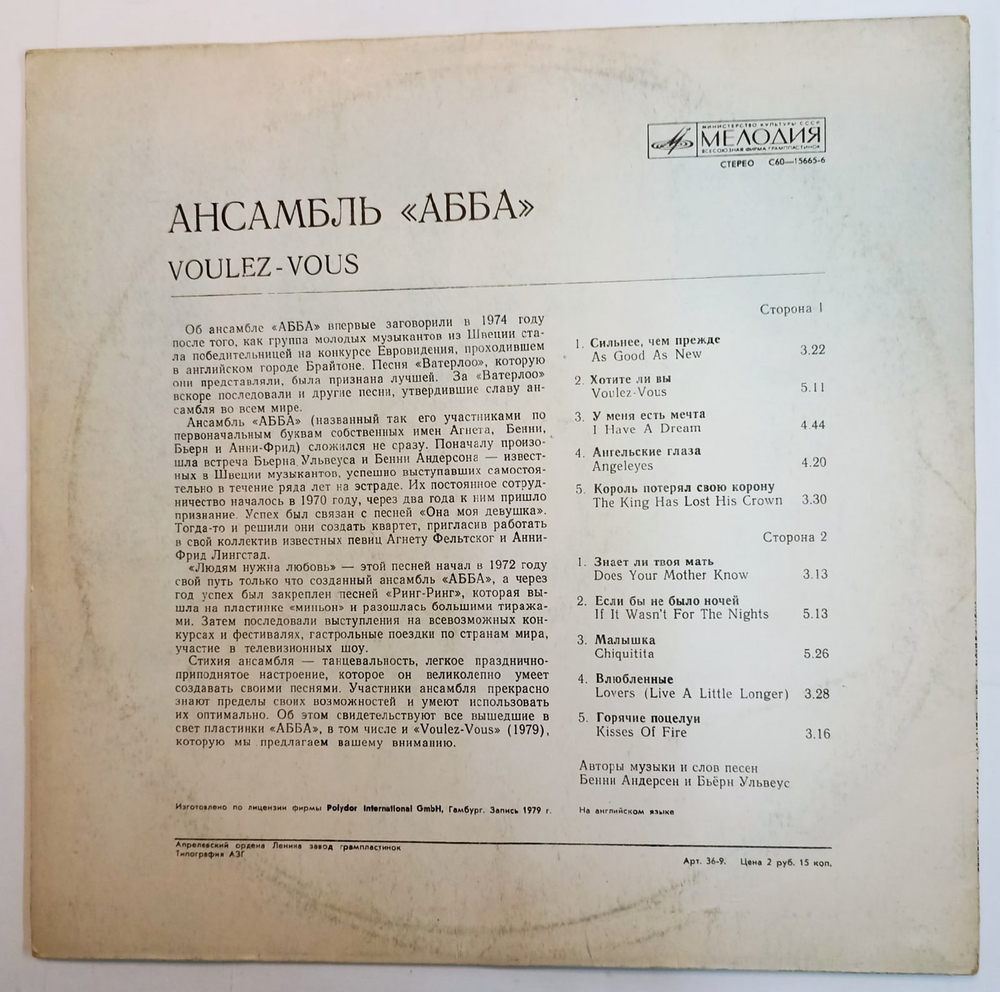 МИНИСТЕРСТВО КУЛЬТУРЫ СССР
МЕЛОДИЯ
ВСЕСОЮЗНАЯ ФИРМА ГРАМПЛАСТИНОК
СТЕРЕО С60—15665-6
АНСАМБЛЬ «АББА»
VOULEZ-VOUS
Об ансамбле «АББА» впервые заговорили в 1974 году
после того, как группа молодых музыкантов из Швеции ста-
ла победительницей на конкурсе Евровидения, проходившем
в английском городе Брайтоне. Песня «Ватерлоо», которую
они представляли, была признана лучшей. За «Ватерлоо»
вскоре последовали и другие песни, утвердившие славу ан-
самбля во всем мире.
Ансамбль «АББА» (названный так его участниками по
первоначальным буквам собственных имен Агнета, Бенни,
Бьерн и Анни-Фрид) сложился не сразу. Поначалу произо-
шла встреча Бьерна Ульвеуса и Бенни Андерсона — извест-
ных в Швеции музыкантов, успешно выступавших самостоя-
тельно в течение ряда лет на эстраде. Их постоянное сотруд-
ничество началось в 1970 году, через два года к ним пришло
признание. Успех был связан с песней «Она моя девушка».
Тогда-то и решили они создать квартет, пригласив работать
в свой коллектив известных певиц Агнету Фельтског и Анни-
Фрид Лингстад.
«Людям нужна любовь» — этой песней начал в 1972 году
свой путь только что созданный ансамбль «АББА», а через
год успех был закреплен песней «Ринг-Ринг», которая вы-
шла на пластинке «миньон» и разошлась большими тиража-
ми. Затем последовали выступления на всевозможных кон-
курсах и фестивалях, гастрольные поездки по странам мира,
участие в телевизионных шоу.
Стихия ансамбля — танцевальность, легкое празднично-
приподнятое настроение, которое он великолепно умеет
создавать своими песнями. Участники ансамбля прекрасно
знают пределы своих возможностей и умеют использовать
их оптимально. Об этом свидетельствуют все вышедшие в
свет пластинки «АББА», в том числе и «Voulez-Vous» (1979),
которую мы предлагаем вашему вниманию.
Сторона 1
1. Сильнее, чем прежде
As Good As New 3.22
2. Хотите ли вы
Voulez-Vous 5.11
3. У меня есть мечта
I Have A Dream 4.44
4. Ангельские глаза
Angeleyes 4.20
5. Король потерял свою корону
The King Has Lost His Crown 3.30
Сторона 2
1. Знает ли твоя мать
Does Your Mother Know 3.13
2. Если бы не было ночей
If It Wasn't For The Nights 5.13
3. Малышка
Chiquitita 5.26
4. Влюбленные
Lovers (Live A Little Longer) 3.28
5. Горячие поцелуи
Kisses Of Fire 3.16
Авторы музыки и слов песен
Бенни Андерсен и Бьёрн Ульвеус
Изготовлено по лицензии фирмы Polydor International GmbH, Гамбург. Запись 1979 г.
На английском языке
Апрелевский ордена Ленина завод грампластинок
Типография АЗГ
Арт. 36-9. Цена 2 руб. 15 коп.